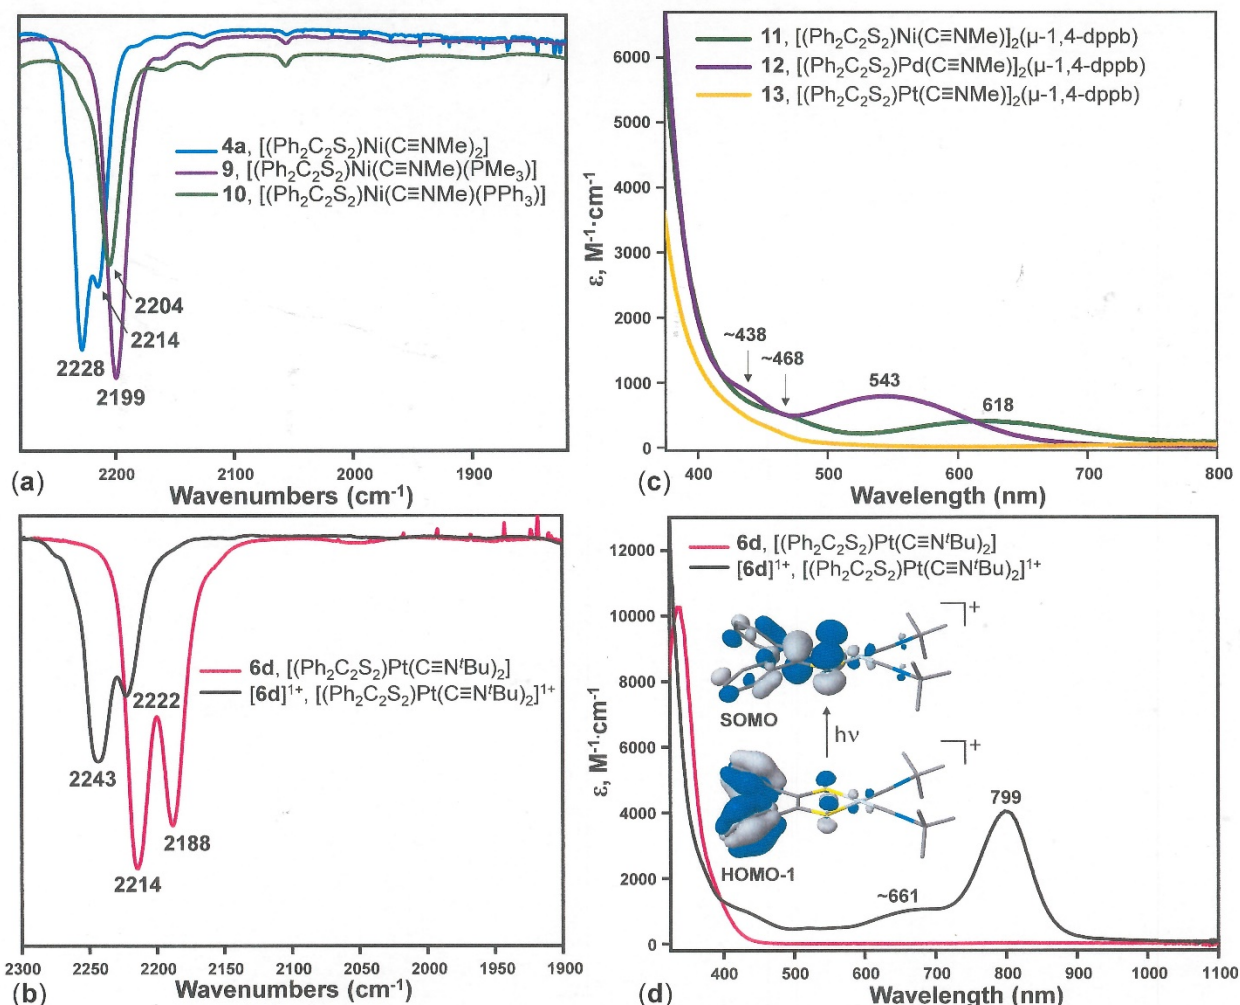 4a, [(Ph₂C₂S₂)Ni(C≡NMe)₂]
9, [(Ph₂C₂S₂)Ni(C≡NMe)(PMe₃)]
10, [(Ph₂C₂S₂)Ni(C≡NMe)(PPh₃)]
2204
2214
2228
2199
2200
2100
2000
1900
(a)
Wavenumbers (cm⁻¹)
11, [(Ph₂C₂S₂)Ni(C≡NMe)]₂(μ-1,4-dppb)
12, [(Ph₂C₂S₂)Pd(C≡NMe)]₂(μ-1,4-dppb)
13, [(Ph₂C₂S₂)Pt(C≡NMe)]₂(μ-1,4-dppb)
ε, M⁻¹·cm⁻¹
6000
5000
4000
3000
2000
1000
0
~438
~468
543
618
400
500
600
700
800
(c)
Wavelength (nm)
6d, [(Ph₂C₂S₂)Pt(C≡NᵗBu)₂]
[6d]¹⁺, [(Ph₂C₂S₂)Pt(C≡NᵗBu)₂]¹⁺
2222
2243
2188
2214
2300
2250
2200
2150
2100
2050
2000
1950
1900
(b)
Wavenumbers (cm⁻¹)
6d, [(Ph₂C₂S₂)Pt(C≡NᵗBu)₂]
[6d]¹⁺, [(Ph₂C₂S₂)Pt(C≡NᵗBu)₂]¹⁺
ε, M⁻¹·cm⁻¹
12000
10000
8000
6000
4000
2000
0
+
SOMO
hν
+
HOMO-1
799
~661
400
500
600
700
800
900
1000
1100
(d)
Wavelength (nm)